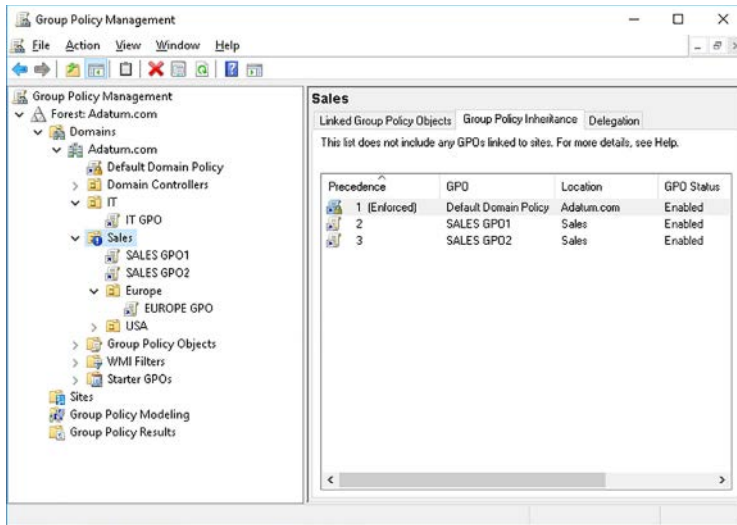 Group Policy Management
File Action View Window Help
Group Policy Management
Forest: Adatum.com
Domains
Adatum.com
Default Domain Policy
Domain Controllers
IT
IT GPO
Sales
SALES GPO1
SALES GPO2
Europe
EUROPE GPO
USA
Group Policy Objects
WMI Filters
Starter GPOs
Sites
Group Policy Modeling
Group Policy Results
Sales
Linked Group Policy Objects Group Policy Inheritance Delegation
This list does not include any GPOs linked to sites. For more details, see Help.
Precedence GPO Location GPO Status
1 (Enforced) Default Domain Policy Adatum.com Enabled
2 SALES GPO1 Sales Enabled
3 SALES GPO2 Sales Enabled